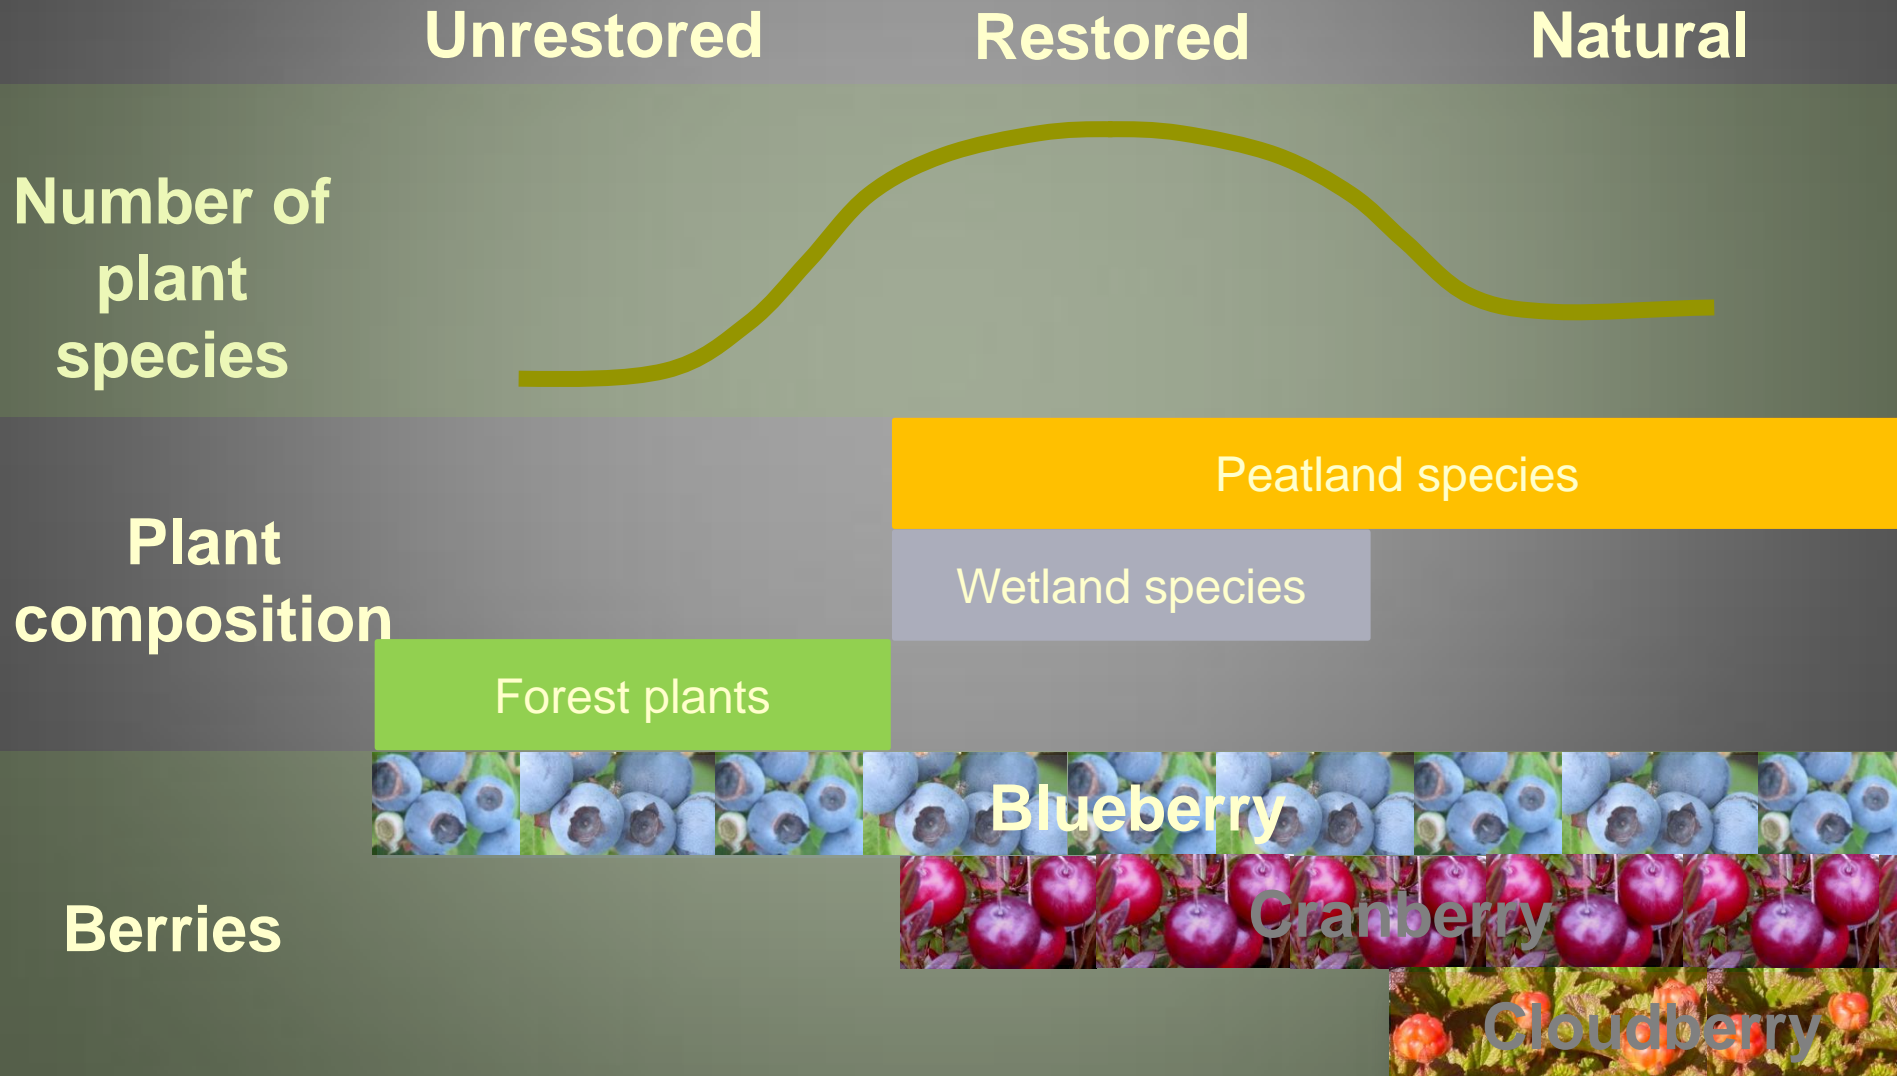 Unrestored Restored Natural
Number of
plant
species
Peatland species
Plant
composition
Wetland species
Forest plants
Berries
Blueberry
Cranberry
Cloudberry